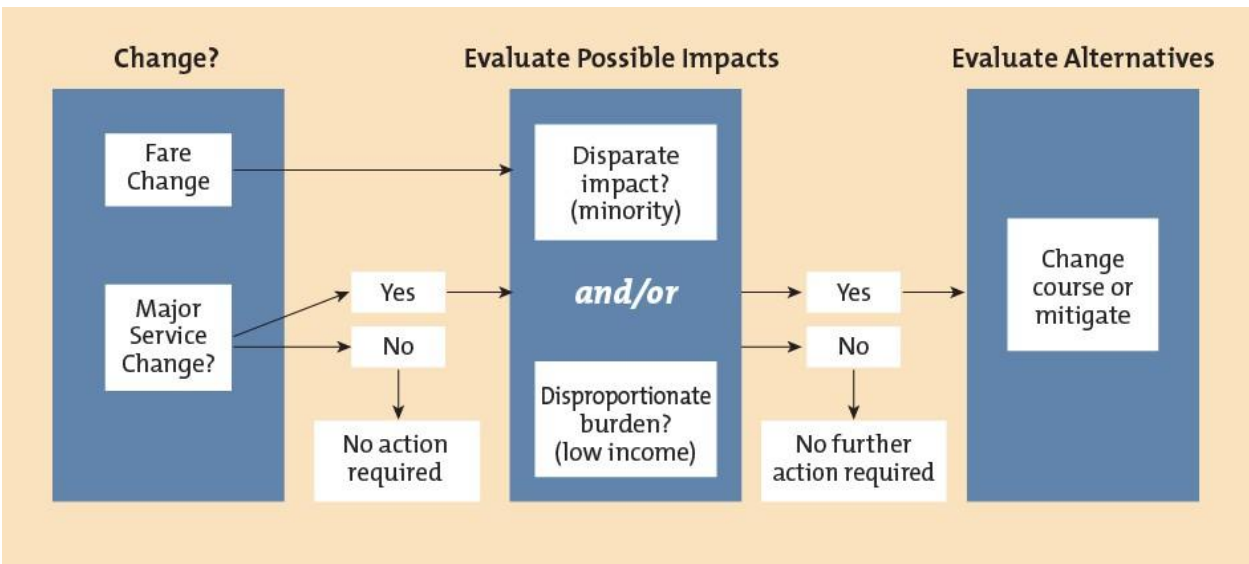 Change?
Fare
Change
Major
Service
Change?
Yes
No
No action
required
Evaluate Possible Impacts
Disparate
impact?
(minority)
and/or
Disproportionate
burden?
(low income)
Yes
No
No further
action required
Evaluate Alternatives
Change
course or
mitigate